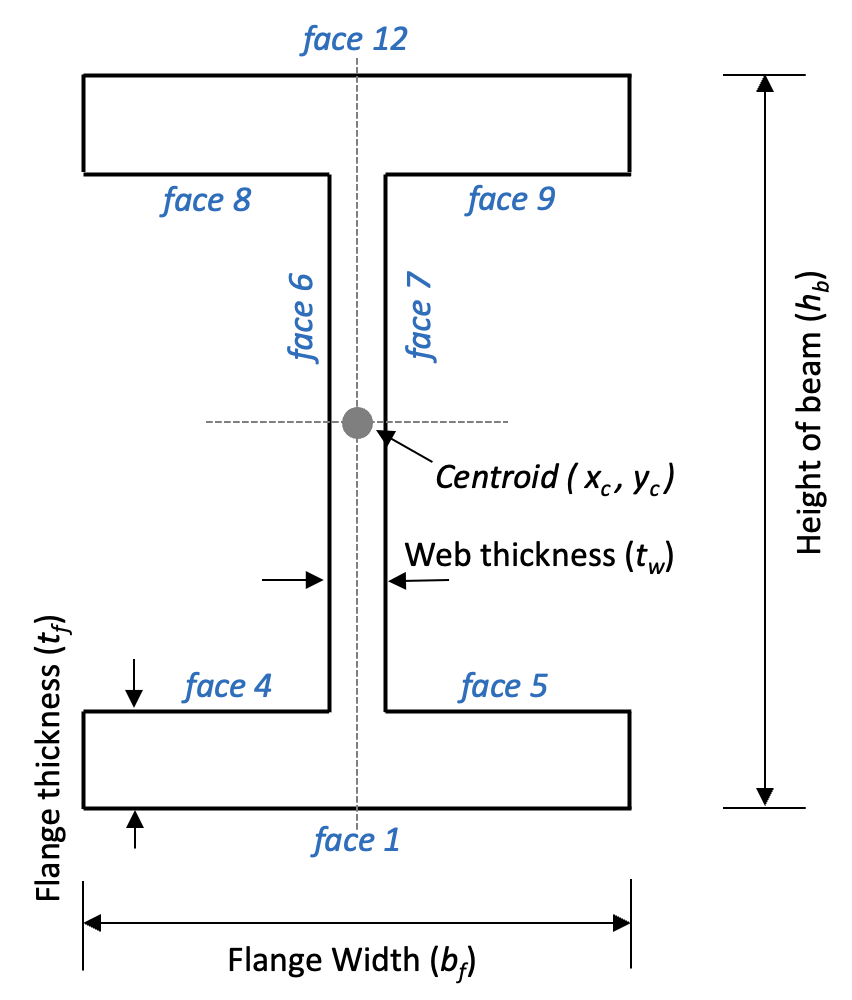 face 12
face 8
face 9
face 6
face 7
Height of beam (h_b)
Centroid ( x_c, y_c)
Web thickness (t_w)
Flange thickness (t_f)
face 4
face 5
face 1
Flange Width (b_f)